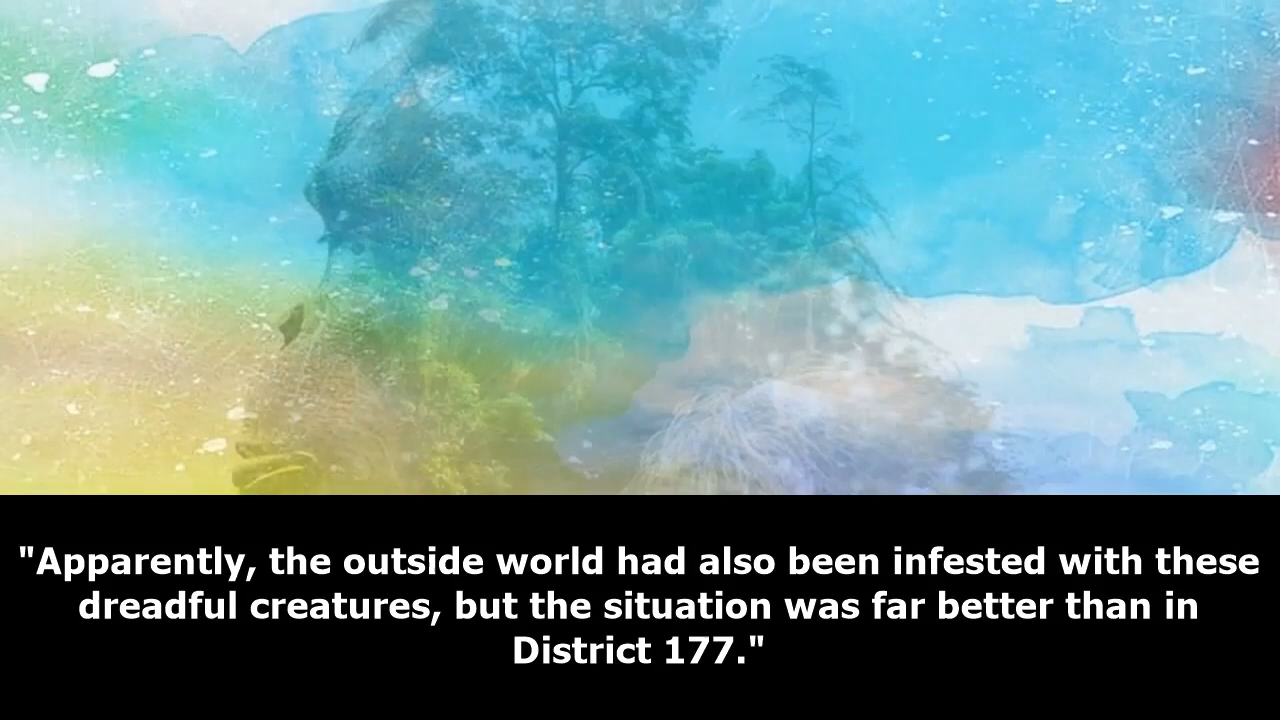 "Apparently, the outside world had also been infested with these
dreadful creatures, but the situation was far better than in
District 177."